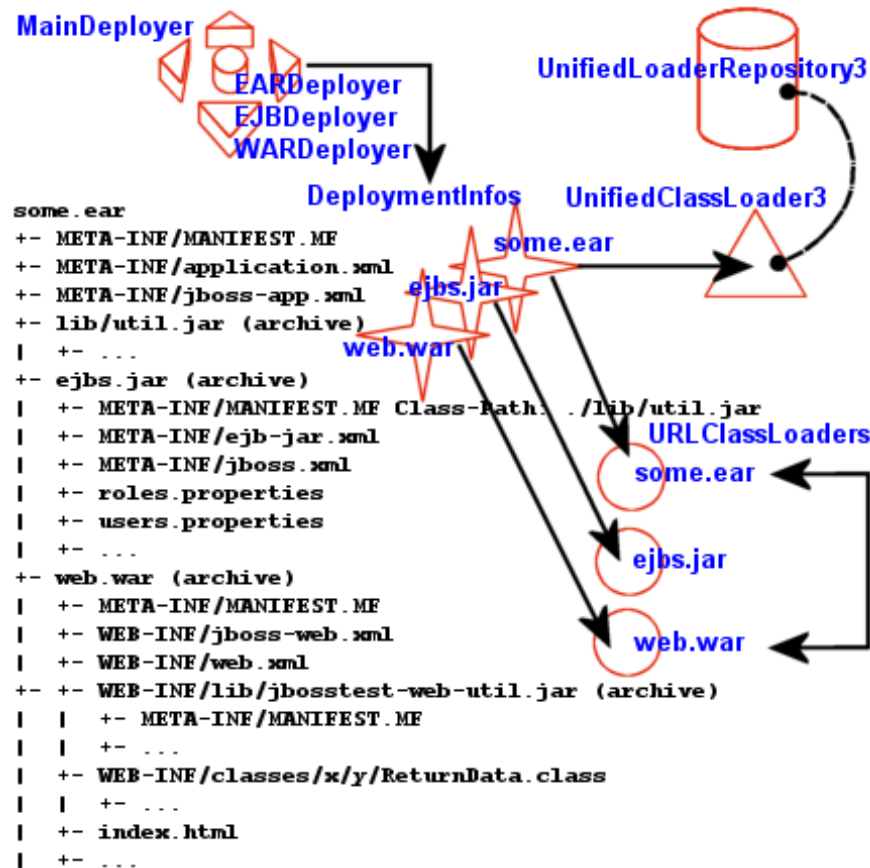 MainDeployer
EARDeployer
EJBDeployer
WARDeployer
UnifiedLoaderRepository3
DeploymentInfos
UnifiedClassLoader3
some.ear
ejbs.jar
web.war
some.ear
+- META-INF/MANIFEST.MF
+- META-INF/application.xml
+- META-INF/jboss-app.xml
+- lib/util.jar (archive)
| +- ...
+- ejbs.jar (archive)
| +- META-INF/MANIFEST.MF Class-Path: ./lib/util.jar
| +- META-INF/ejb-jar.xml
| +- META-INF/jboss.xml
| +- roles.properties
| +- users.properties
| +- ...
+- web.war (archive)
| +- META-INF/MANIFEST.MF
| +- WEB-INF/jboss-web.xml
| +- WEB-INF/web.xml
+- +- WEB-INF/lib/jbosstest-web-util.jar (archive)
| | +- META-INF/MANIFEST.MF
| | +- ...
| +- WEB-INF/classes/x/y/ReturnData.class
| | +- ...
| +- index.html
| +- ...
URLClassLoaders
some.ear
ejbs.jar
web.war